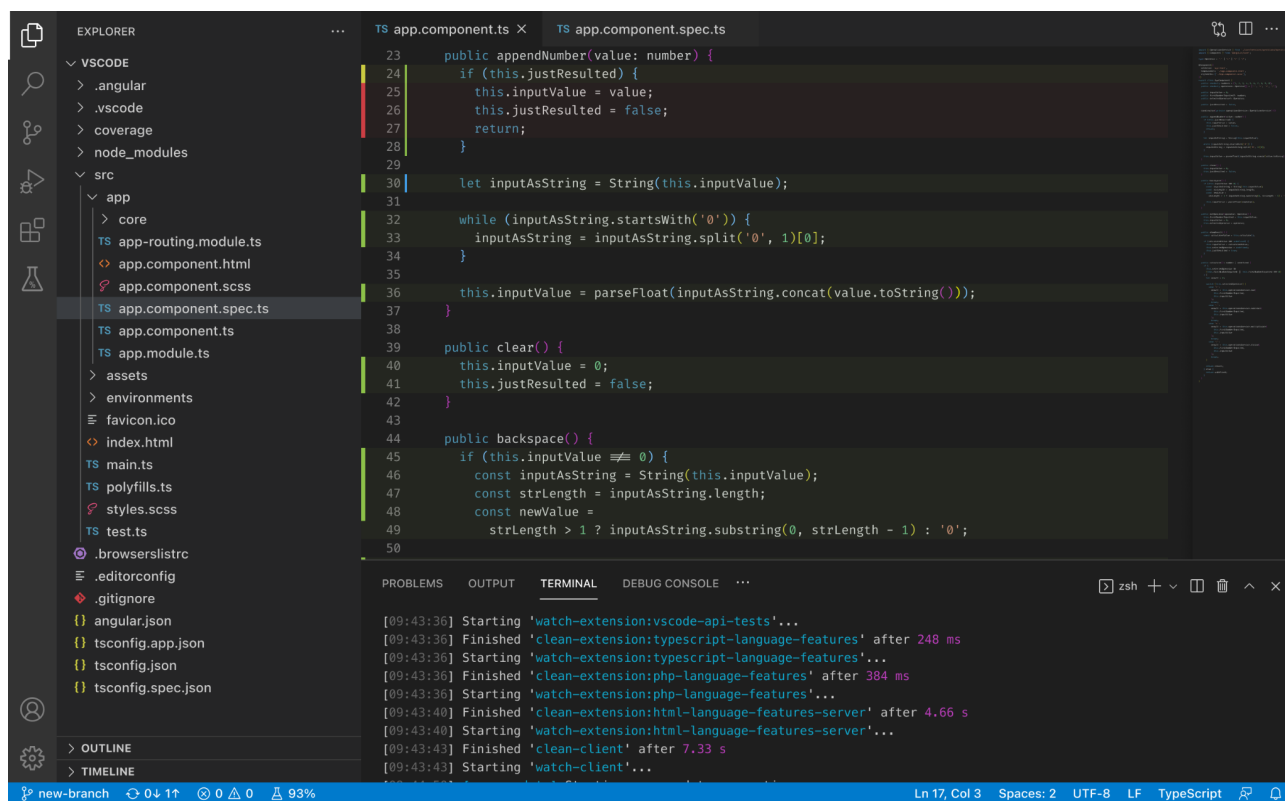 EXPLORER
VSCODE
.angular
.vscode
coverage
node_modules
src
app
core
TS app-routing.module.ts
<> app.component.html
app.component.scss
TS app.component.spec.ts
TS app.component.ts
TS app.module.ts
assets
environments
favicon.ico
<> index.html
TS main.ts
TS polyfills.ts
styles.scss
TS test.ts
.browserslistrc
.editorconfig
.gitignore
{} angular.json
{} tsconfig.app.json
{} tsconfig.json
{} tsconfig.spec.json
OUTLINE
TIMELINE
TS app.component.ts
TS app.component.spec.ts
23 public appendNumber(value: number) {
24 if (this.justResulted) {
25 this.inputValue = value;
26 this.justResulted = false;
27 return;
28 }
29
30 let inputAsString = String(this.inputValue);
31
32 while (inputAsString.startsWith('0')) {
33 inputAsString = inputAsString.split('0', 1)[0];
34 }
35
36 this.inputValue = parseFloat(inputAsString.concat(value.toString()));
37 }
38
39 public clear() {
40 this.inputValue = 0;
41 this.justResulted = false;
42 }
43
44 public backspace() {
45 if (this.inputValue !== 0) {
46 const inputAsString = String(this.inputValue);
47 const strLength = inputAsString.length;
48 const newValue =
49 strLength > 1 ? inputAsString.substring(0, strLength - 1) : '0';
50
PROBLEMS OUTPUT TERMINAL DEBUG CONSOLE ··· zsh
[09:43:36] Starting 'watch-extension:vscode-api-tests'...
[09:43:36] Finished 'clean-extension:typescript-language-features' after 248 ms
[09:43:36] Starting 'watch-extension:typescript-language-features'...
[09:43:36] Finished 'clean-extension:php-language-features' after 384 ms
[09:43:36] Starting 'watch-extension:php-language-features'...
[09:43:40] Finished 'clean-extension:html-language-features-server' after 4.66 s
[09:43:40] Starting 'watch-extension:html-language-features-server'...
[09:43:43] Finished 'clean-client' after 7.33 s
[09:43:43] Starting 'watch-client'...
new-branch 0↓ 1↑ 0 0 93% Ln 17, Col 3 Spaces: 2 UTF-8 LF TypeScript